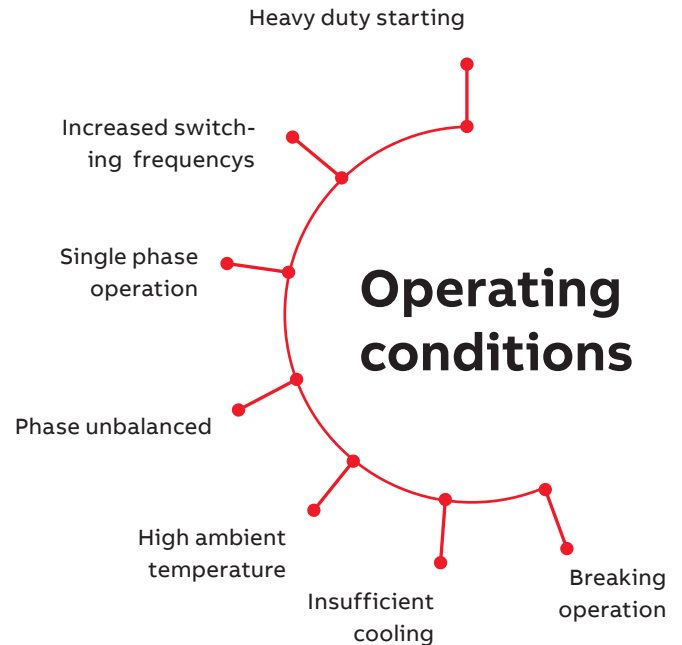 Heavy duty starting
Increased switch-
ing frequencys
Single phase
operation
Operating
conditions
Phase unbalanced
High ambient
temperature
Insufficient
cooling
Breaking
operation